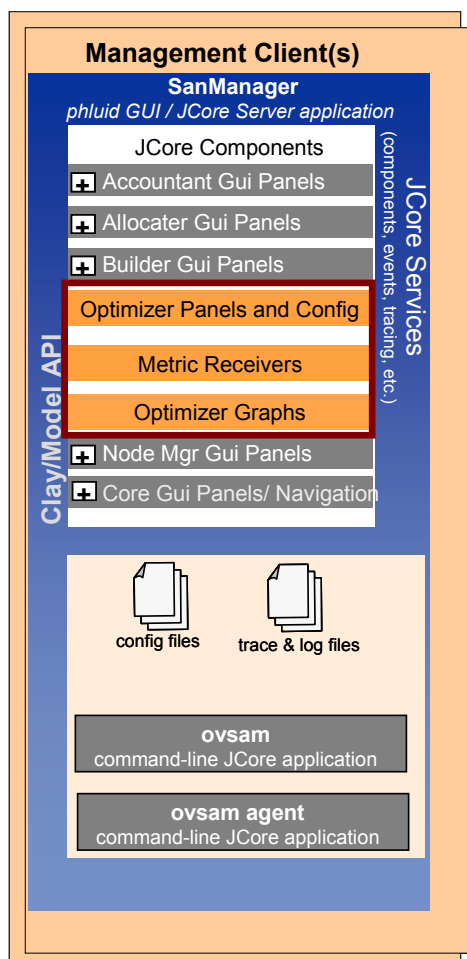 Management Client(s)
SanManager
phluid GUI / JCore Server application
JCore Components
+ Accountant Gui Panels
+ Allocater Gui Panels
+ Builder Gui Panels
Optimizer Panels and Config
Metric Receivers
Optimizer Graphs
+ Node Mgr Gui Panels
+ Core Gui Panels/ Navigation
Clay/Model API
JCore Services
(components, events, tracing, etc.)
config files
trace & log files
ovsam
command-line JCore application
ovsam agent
command-line JCore application